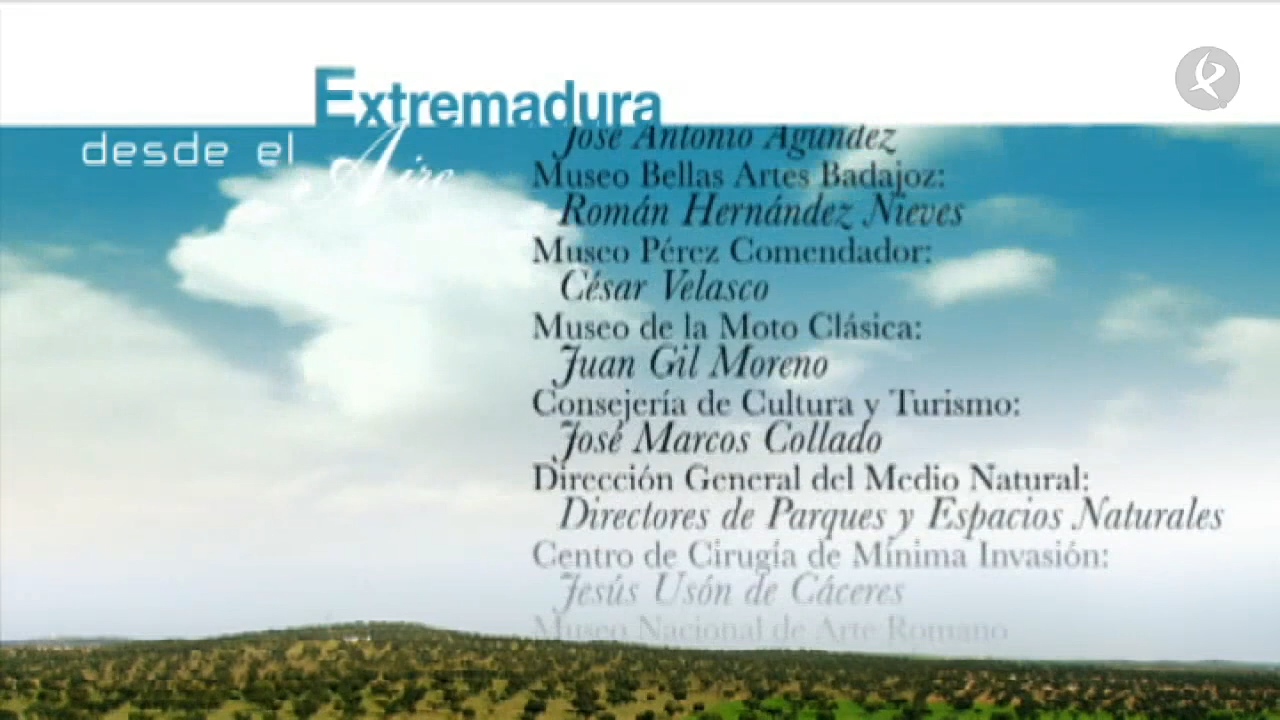 Extremadura
desde el Aire
José Antonio Agúndez
Museo Bellas Artes Badajoz:
Román Hernández Nieves
Museo Pérez Comendador:
César Velasco
Museo de la Moto Clásica:
Juan Gil Moreno
Consejería de Cultura y Turismo:
José Marcos Collado
Dirección General del Medio Natural:
Directores de Parques y Espacios Naturales
Centro de Cirugía de Mínima Invasión:
Jesús Usón de Cáceres
Museo Nacional de Arte Romano